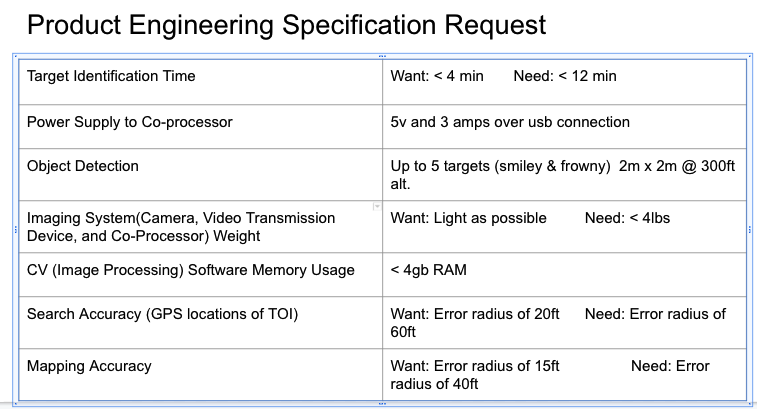 Product Engineering Specification Request
Target Identification Time
Want: < 4 min Need: < 12 min
Power Supply to Co-processor
5v and 3 amps over usb connection
Object Detection
Up to 5 targets (smiley & frowny) 2m x 2m @ 300ft
alt.
Imaging System(Camera, Video Transmission
Device, and Co-Processor) Weight
Want: Light as possible Need: < 4lbs
CV (Image Processing) Software Memory Usage
< 4gb RAM
Search Accuracy (GPS locations of TOI)
Want: Error radius of 20ft Need: Error radius of
60ft
Mapping Accuracy
Want: Error radius of 15ft Need: Error
radius of 40ft